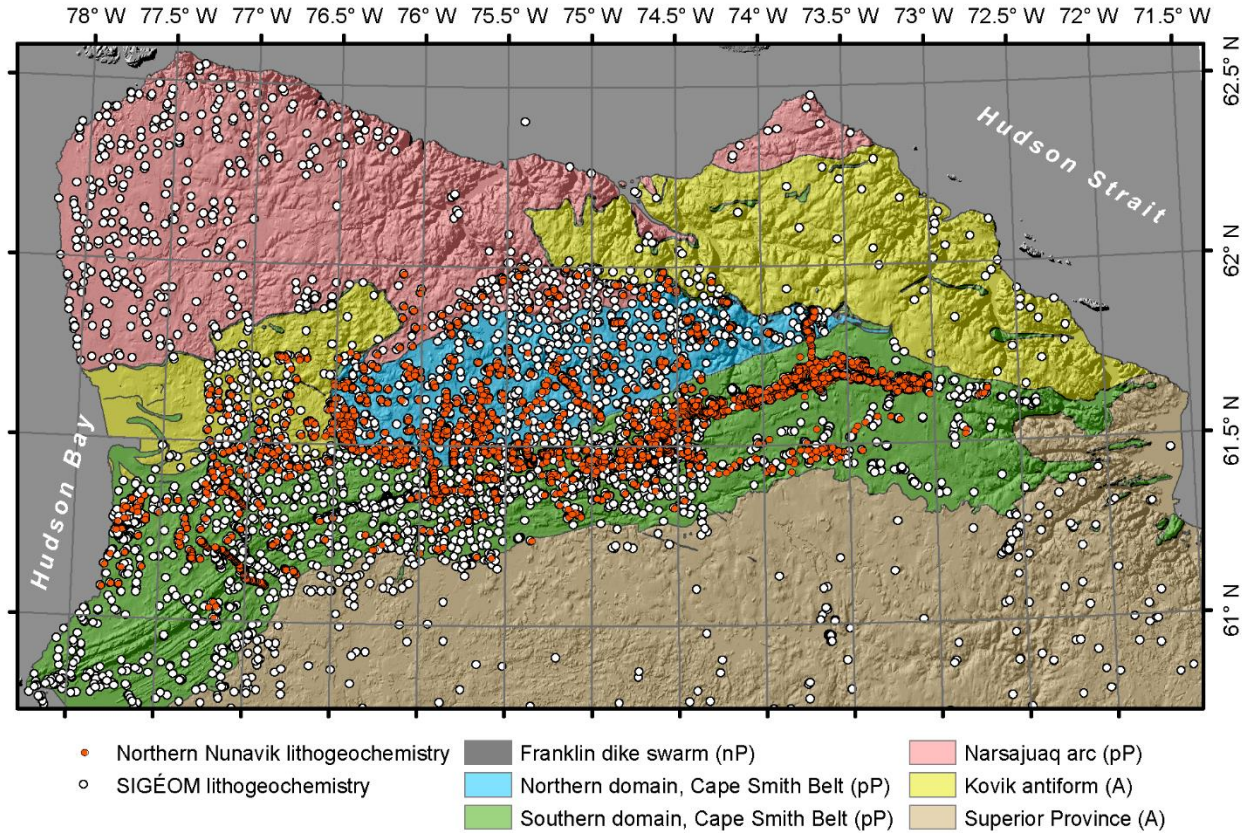 78° W 77.5° W 77° W 76.5° W 76° W 75.5° W 75° W 74.5° W 74° W 73.5° W 73° W 72.5° W 72° W 71.5° W
62.5° N
Hudson Strait
62° N
61.5° N
Hudson Bay
61° N
Northern Nunavik lithogeochemistry
SIGÉOM lithogeochemistry
Franklin dike swarm (nP)
Northern domain, Cape Smith Belt (pP)
Southern domain, Cape Smith Belt (pP)
Narsajuaq arc (pP)
Kovik antiform (A)
Superior Province (A)